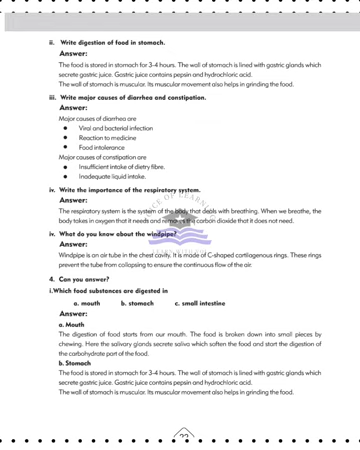 ii. Write digestion of food in stomach.
Answer:
The food is stored in stomach for 3-4 hours. The wall of stomach is lined with gastric glands which
secrete gastric juice. Gastric juice contains pepsin and hydrochloric acid.
The wall of stomach is muscular. Its muscular movement also helps in grinding the food.
iii. Write major causes of diarrhea and constipation.
Answer:
Major causes of diarrhea are
● Viral and bacterial infection
● Reaction to medicine
● Food intolerance
Major causes of constipation are
● Insufficient intake of dietry fibre.
● Inadequate liquid intake.
iv. Write the importance of the respiratory system.
Answer:
The respiratory system is the system of the body that deals with breathing. When we breathe, the
body takes in oxygen that it needs and removes the carbon dioxide that it does not need.
iv. What do you know about the windpipe?
Answer:
Windpipe is an air tube in the chest cavity. It is made of C-shaped cartilagenous rings. These rings
prevent the tube from collapsing to ensure the continuous flow of the air.
4. Can you answer?
i.Which food substances are digested in
a. mouth b. stomach c. small intestine
Answer:
a. Mouth
The digestion of food starts from our mouth. The food is broken down into small pieces by
chewing. Here the salivary glands secrete saliva which soften the food and start the digestion of
the carbohydrate part of the food.
b. Stomach
The food is stored in stomach for 3-4 hours. The wall of stomach is lined with gastric glands which
secrete gastric juice. Gastric juice contains pepsin and hydrochloric acid.
The wall of stomach is muscular. Its muscular movement also helps in grinding the food.